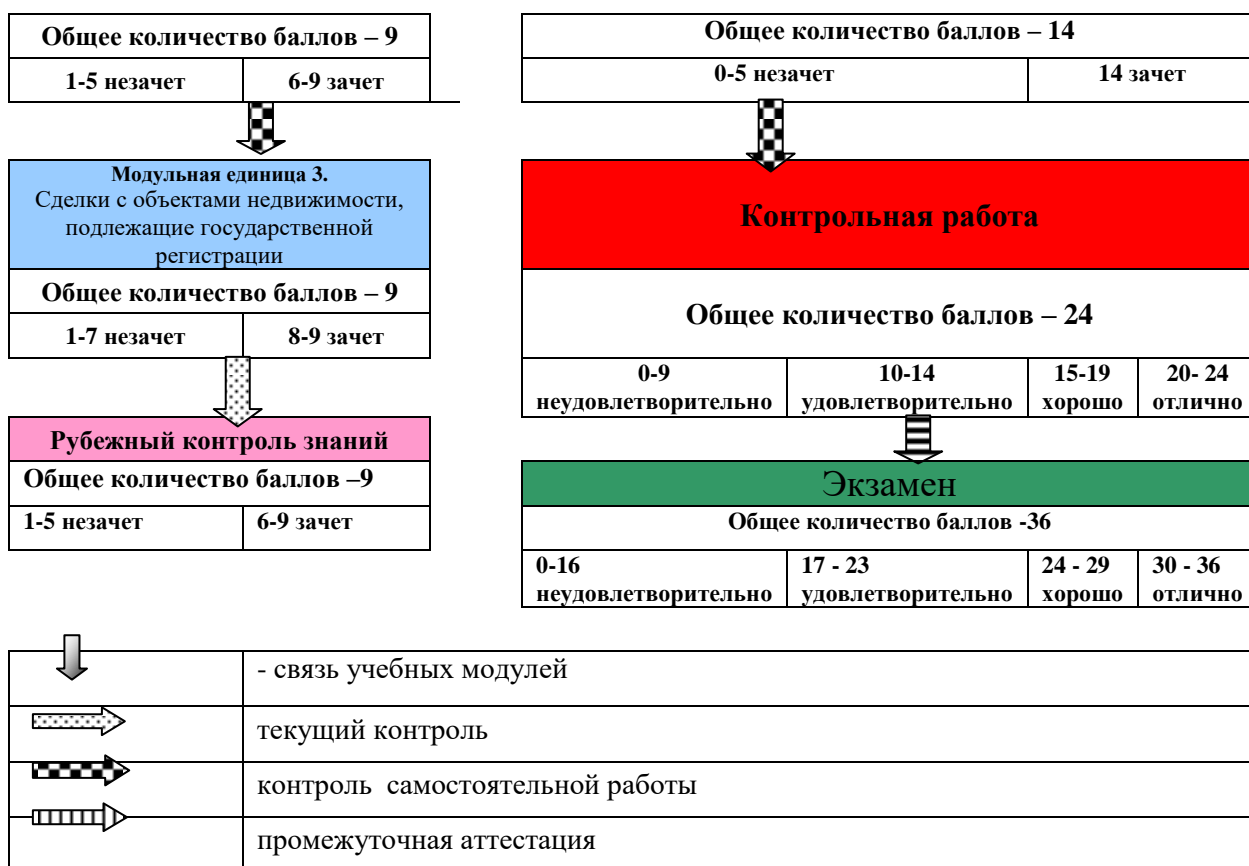 Общее количество баллов – 9
1-5 незачет 6-9 зачет
Модульная единица 3.
Сделки с объектами недвижимости,
подлежащие государственной
регистрации
Общее количество баллов – 9
1-7 незачет 8-9 зачет
Рубежный контроль знаний
Общее количество баллов –9
1-5 незачет 6-9 зачет
Общее количество баллов – 14
0-5 незачет 14 зачет
Контрольная работа
Общее количество баллов – 24
0-9 10-14 15-19 20- 24
неудовлетворительно удовлетворительно хорошо отлично
Экзамен
Общее количество баллов -36
0-16 17 - 23 24 - 29 30 - 36
неудовлетворительно удовлетворительно хорошо отлично
- связь учебных модулей
текущий контроль
контроль самостоятельной работы
промежуточная аттестация